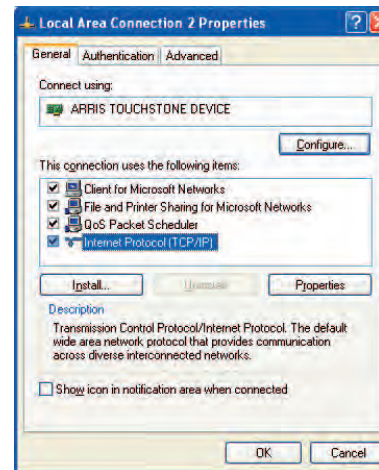 Local Area Connection 2 Properties
General Authentication Advanced
Connect using:
ARRIS TOUCHSTONE DEVICE
Configure...
This connection uses the following items:
Client for Microsoft Networks
File and Printer Sharing for Microsoft Networks
QoS Packet Scheduler
Internet Protocol (TCP/IP)
Install... Uninstall Properties
Description
Transmission Control Protocol/Internet Protocol. The default
wide area network protocol that provides communication
across diverse interconnected networks.
Show icon in notification area when connected
OK Cancel